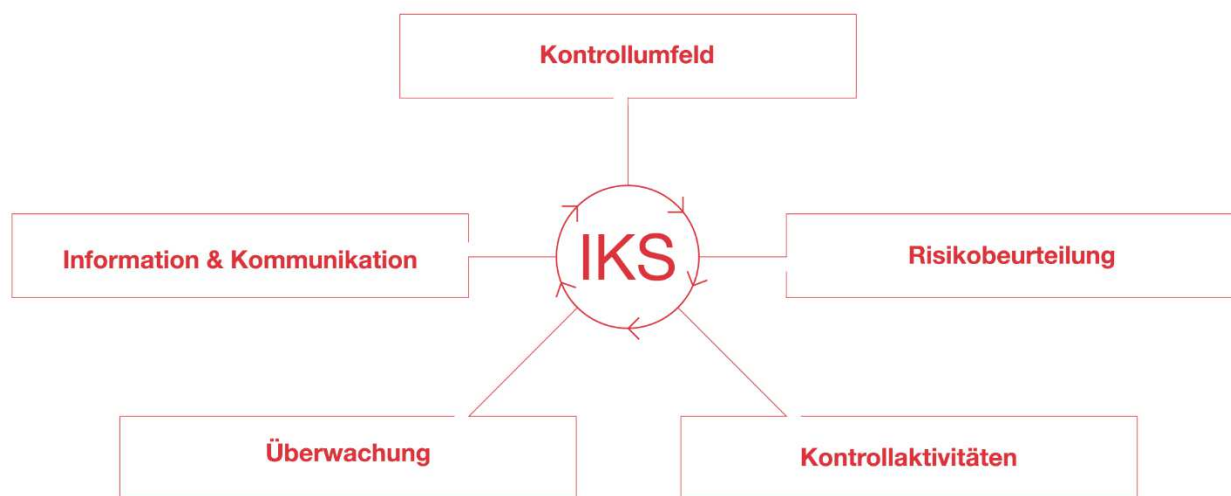 Kontrollumfeld
IKS
Information & Kommunikation
Risikobeurteilung
Überwachung
Kontrollaktivitäten